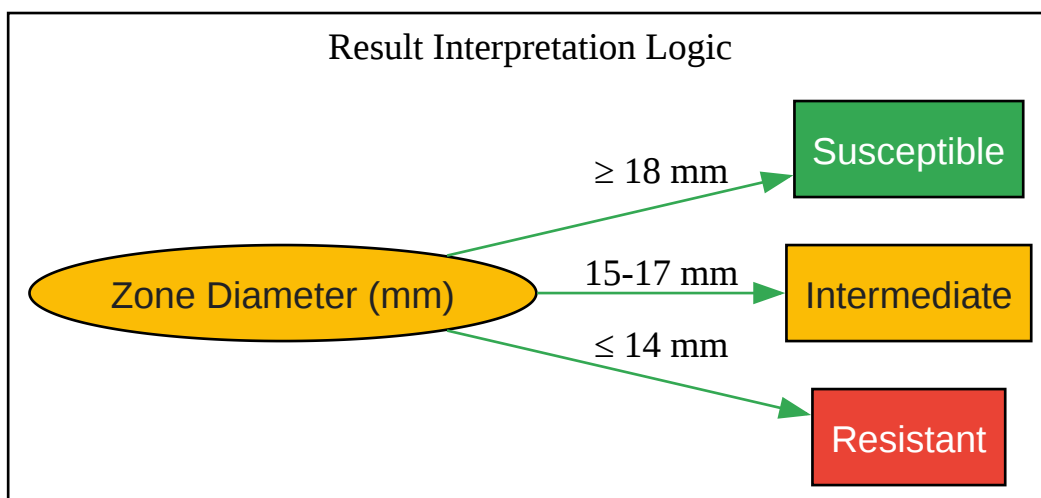 Result Interpretation Logic
Susceptible
≥ 18 mm
Zone Diameter (mm)
15-17 mm
Intermediate
≤ 14 mm
Resistant